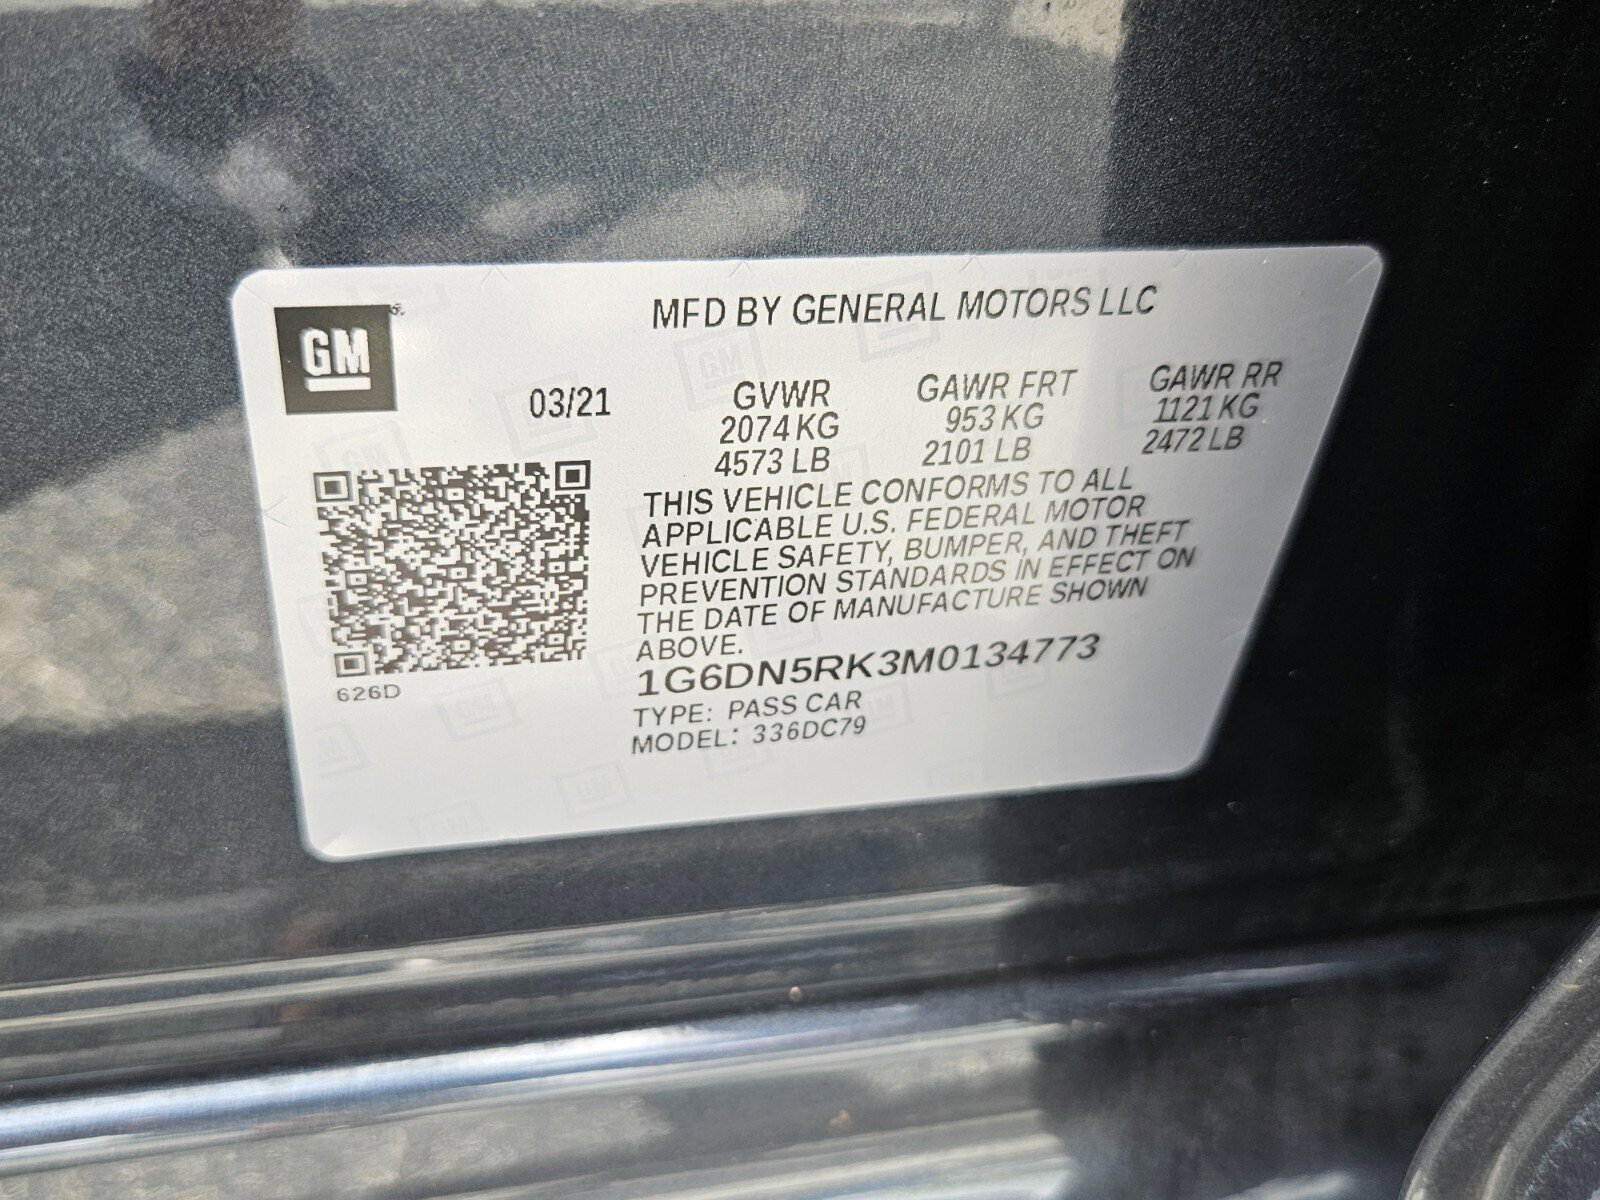 GM
MFD BY GENERAL MOTORS LLC
03/21
GVWR
2074 KG
4573 LB
GAWR FRT
953 KG
2101 LB
GAWR RR
1121 KG
2472 LB
THIS VEHICLE CONFORMS TO ALL
APPLICABLE U.S. FEDERAL MOTOR
VEHICLE SAFETY, BUMPER, AND THEFT
PREVENTION STANDARDS IN EFFECT ON
THE DATE OF MANUFACTURE SHOWN
ABOVE.
1G6DN5RK3M0134773
TYPE: PASS CAR
MODEL: 336DC79
626D